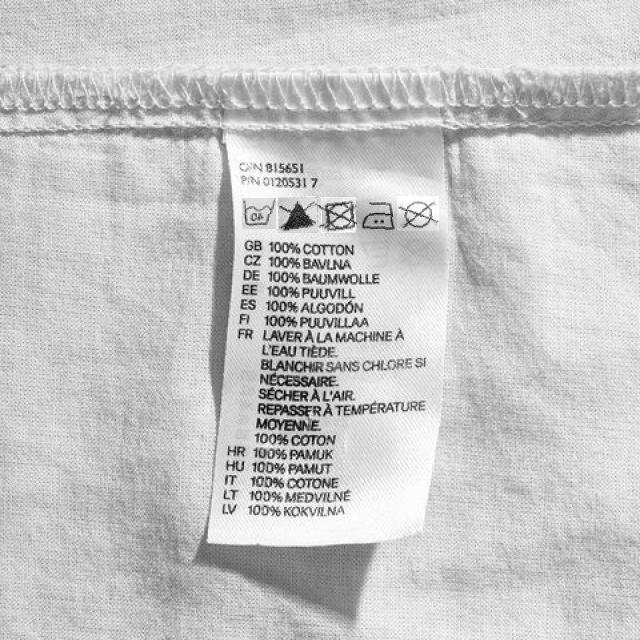 O/N 815651
P/N 0120531 7
GB 100% COTTON
CZ 100% BAVLNA
DE 100% BAUMWOLLE
EE 100% PUUVILL
ES 100% ALGODÓN
FI 100% PUUVILLAA
FR LAVER À LA MACHINE À
L'EAU TIÈDE.
BLANCHIR SANS CHLORE SI
NÉCESSAIRE.
SÉCHER À L'AIR.
REPASSER À TEMPÉRATURE
MOYENNE.
100% COTON
HR 100% PAMUK
HU 100% PAMUT
IT 100% COTONE
LT 100% MEDVILNĖ
LV 100% KOKVILNA